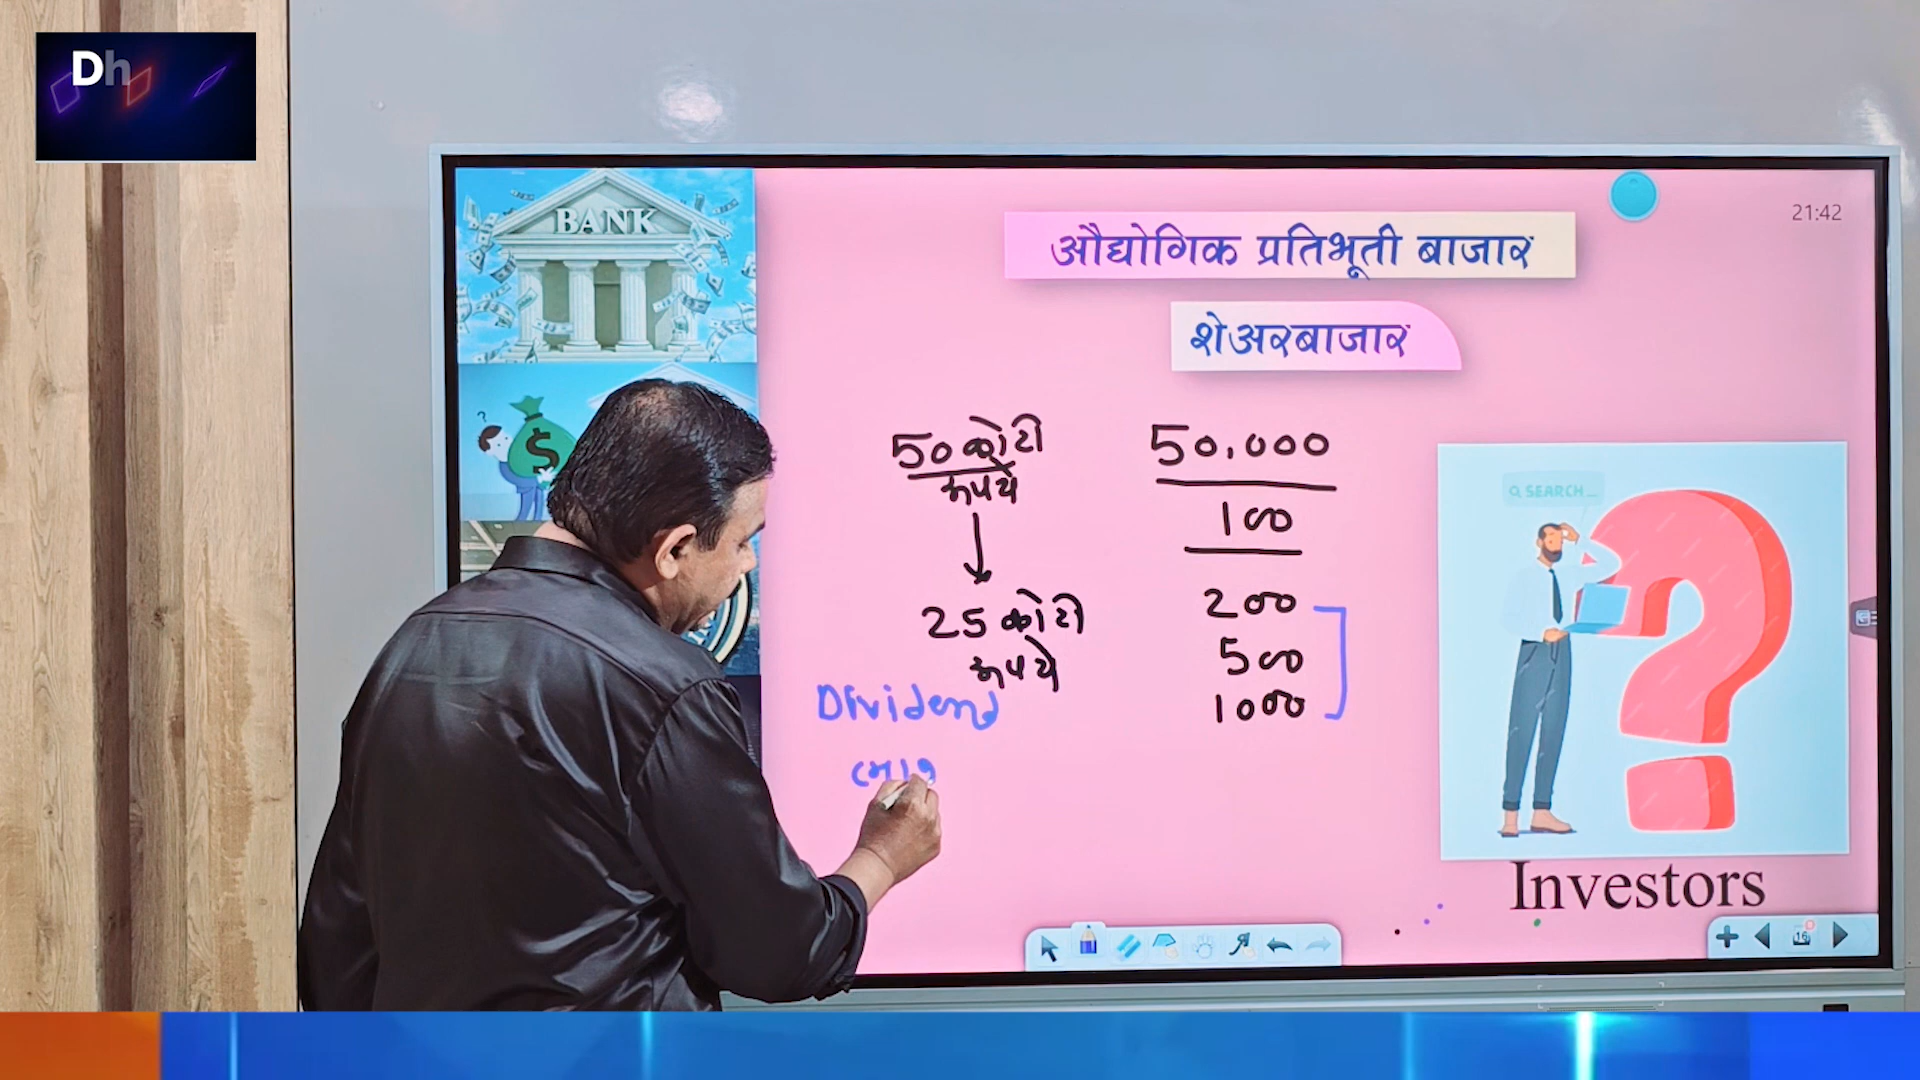 Dh
BANK
$
?
औद्योगिक प्रतिभूती बाजार
21:42
शेअरबाजार
50 कोटी
रुपये
25 कोटी
रुपये
Dividend
50,000
100
200
500
1000
SEARCH...
Investors
16